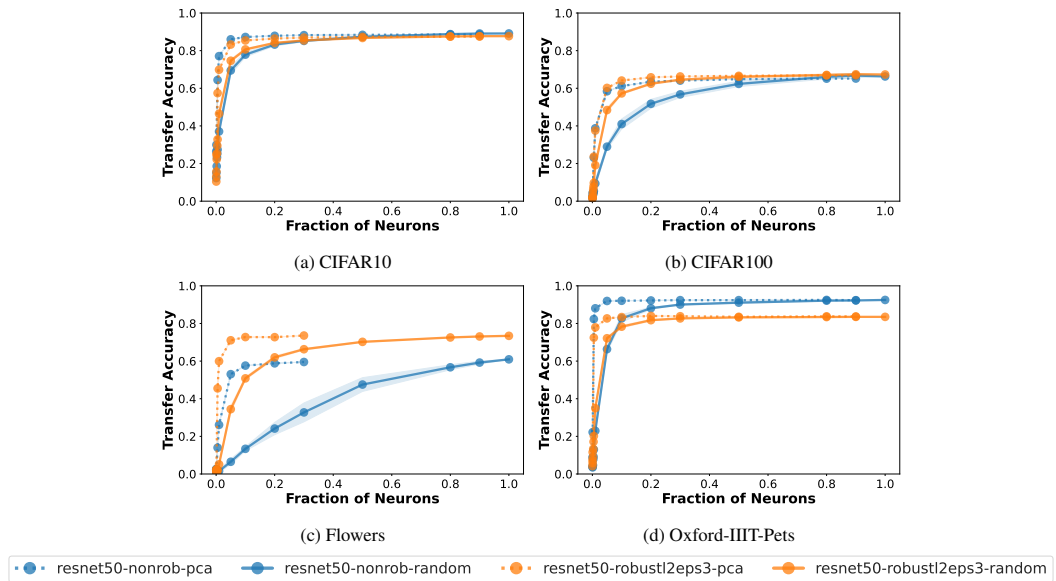 1.0
0.8
0.6
0.4
0.2
0.0
Transfer Accuracy
0.0 0.2 0.4 0.6 0.8 1.0
Fraction of Neurons
(a) CIFAR10
1.0
0.8
0.6
0.4
0.2
0.0
Transfer Accuracy
0.0 0.2 0.4 0.6 0.8 1.0
Fraction of Neurons
(b) CIFAR100
1.0
0.8
0.6
0.4
0.2
0.0
Transfer Accuracy
0.0 0.2 0.4 0.6 0.8 1.0
Fraction of Neurons
(c) Flowers
1.0
0.8
0.6
0.4
0.2
0.0
Transfer Accuracy
0.0 0.2 0.4 0.6 0.8 1.0
Fraction of Neurons
(d) Oxford-IIIT-Pets
resnet50-nonrob-pca resnet50-nonrob-random resnet50-robustl2eps3-pca resnet50-robustl2eps3-random